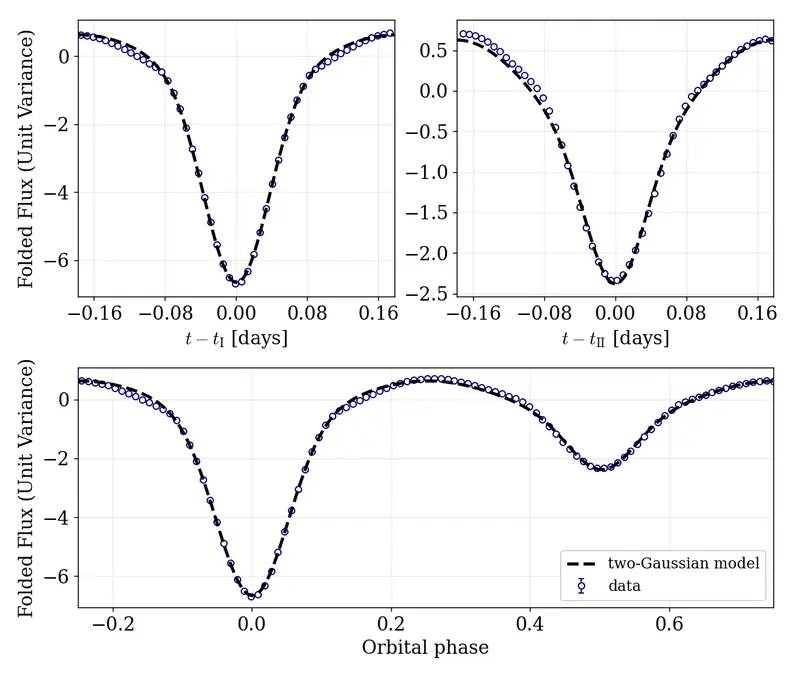 Folded Flux (Unit Variance)
0
−2
−4
−6
−0.16 −0.08 0.00 0.08 0.16
t − t_I [days]
0.5
0.0
−0.5
−1.0
−1.5
−2.0
−2.5
−0.16 −0.08 0.00 0.08 0.16
t − t_II [days]
Folded Flux (Unit Variance)
0
−2
−4
−6
−0.2 0.0 0.2 0.4 0.6
Orbital phase
two-Gaussian model
data